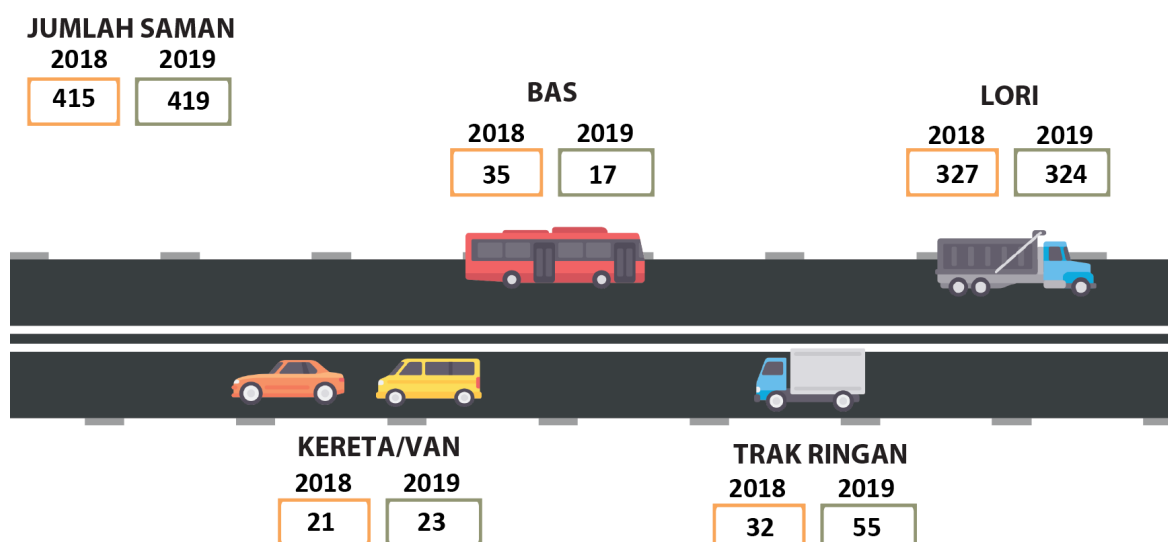 JUMLAH SAMAN
2018 2019
415 419
BAS
2018 2019
35 17
LORI
2018 2019
327 324
KERETA/VAN
2018 2019
21 23
TRAK RINGAN
2018 2019
32 55